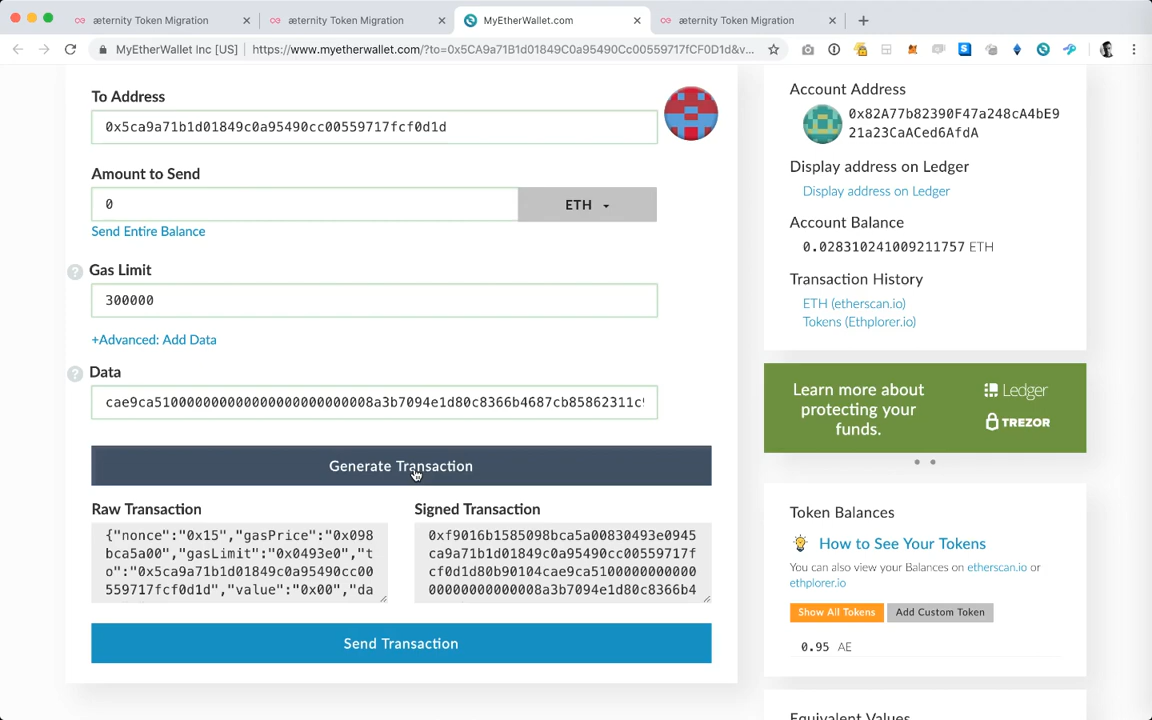 æternity Token Migration
æternity Token Migration
MyEtherWallet.com
æternity Token Migration
MyEtherWallet Inc [US]
https://www.myetherwallet.com/?to=0x5CA9a71B1d01849C0a95490Cc00559717fCF0D1d&v...
To Address
0x5ca9a71b1d01849c0a95490cc00559717fcf0d1d
Amount to Send
0
ETH
Send Entire Balance
Gas Limit
300000
+Advanced: Add Data
Data
cae9ca5100000000000000000000000008a3b7094e1d80c8366b4687cb85862311c
Generate Transaction
Raw Transaction
{"nonce":"0x15","gasPrice":"0x098
bca5a00","gasLimit":"0x0493e0","t
o":"0x5ca9a71b1d01849c0a95490cc00
559717fcf0d1d","value":"0x00","da
Signed Transaction
0xf9016b1585098bca5a00830493e0945
ca9a71b1d01849c0a95490cc00559717f
cf0d1d80b90104cae9ca5100000000000
00000000000008a3b7094e1d80c8366b4
Send Transaction
Account Address
0x82A77b82390F47a248cA4bE9
21a23CaACed6AfdA
Display address on Ledger
Display address on Ledger
Account Balance
0.028310241009211757 ETH
Transaction History
ETH (etherscan.io)
Tokens (Ethplorer.io)
Learn more about
protecting your
funds.
Ledger
TREZOR
Token Balances
How to See Your Tokens
You can also view your Balances on etherscan.io or
ethplorer.io
Show All Tokens
Add Custom Token
0.95 AE
Equivalent Values